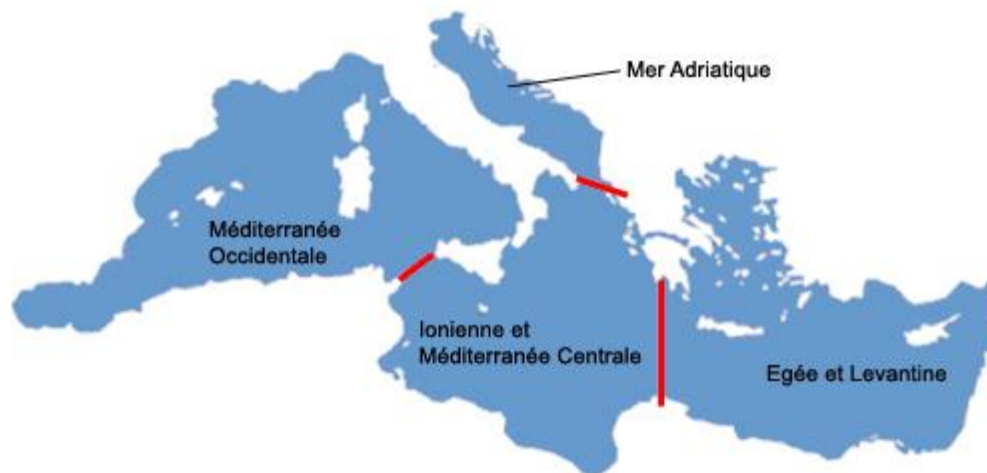 Mer Adriatique
Méditerranée
Occidentale
Ionienne et
Méditerranée Centrale
Egée et Levantine